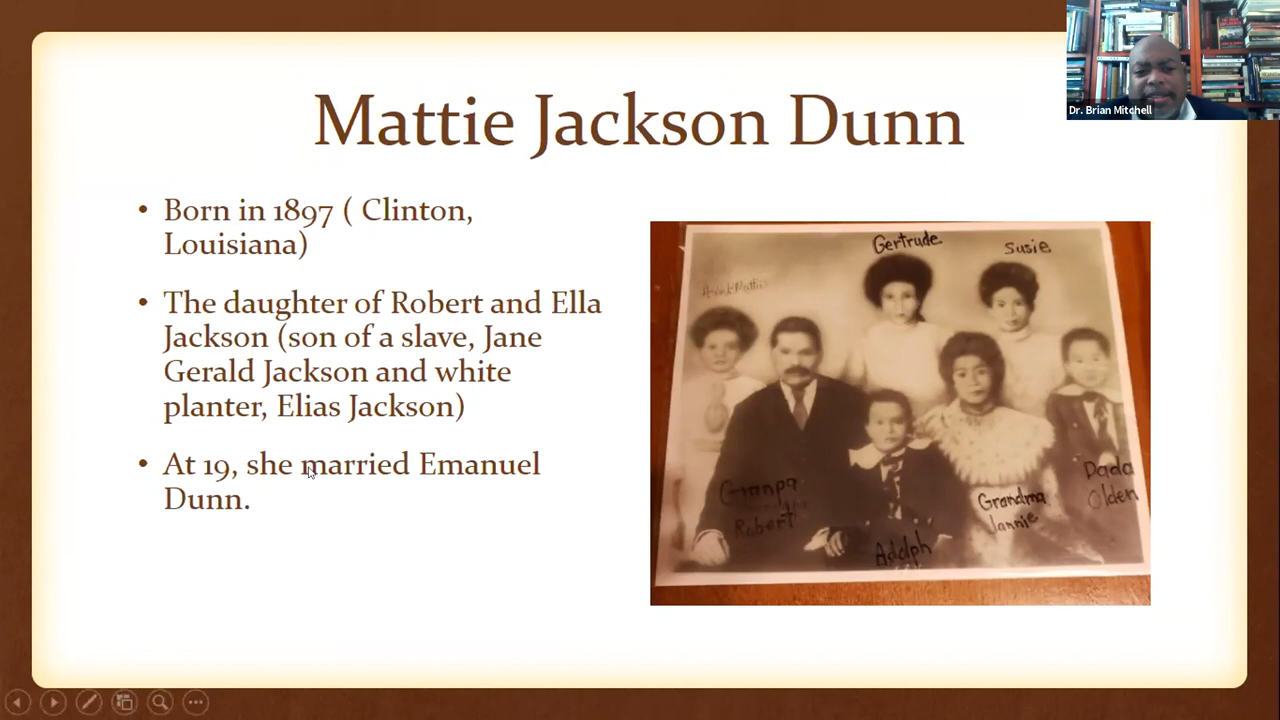 Mattie Jackson Dunn
Dr. Brian Mitchell
• Born in 1897 ( Clinton,
Louisiana)
• The daughter of Robert and Ella
Jackson (son of a slave, Jane
Gerald Jackson and white
planter, Elias Jackson)
• At 19, she married Emanuel
Dunn.
Gertrude
Susie
Aunt Mattie
Granpa
Robert
Adolph
Grandma
Jannie
Dada
Olden